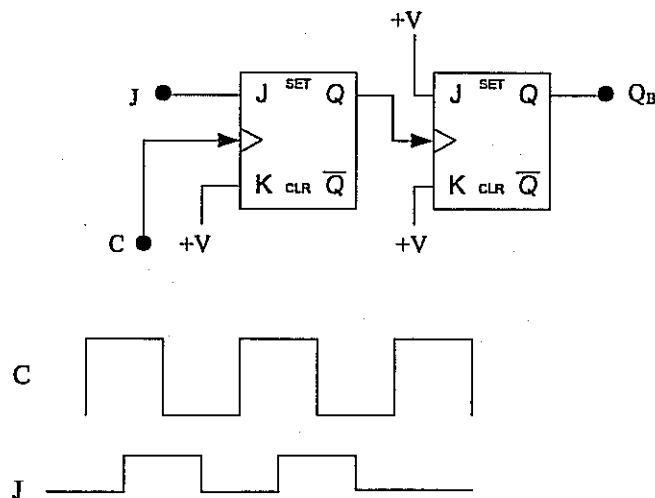 +V
J J SET Q J SET Q Q_B
K CLR Q̅ K CLR Q̅
C +V +V
C
J